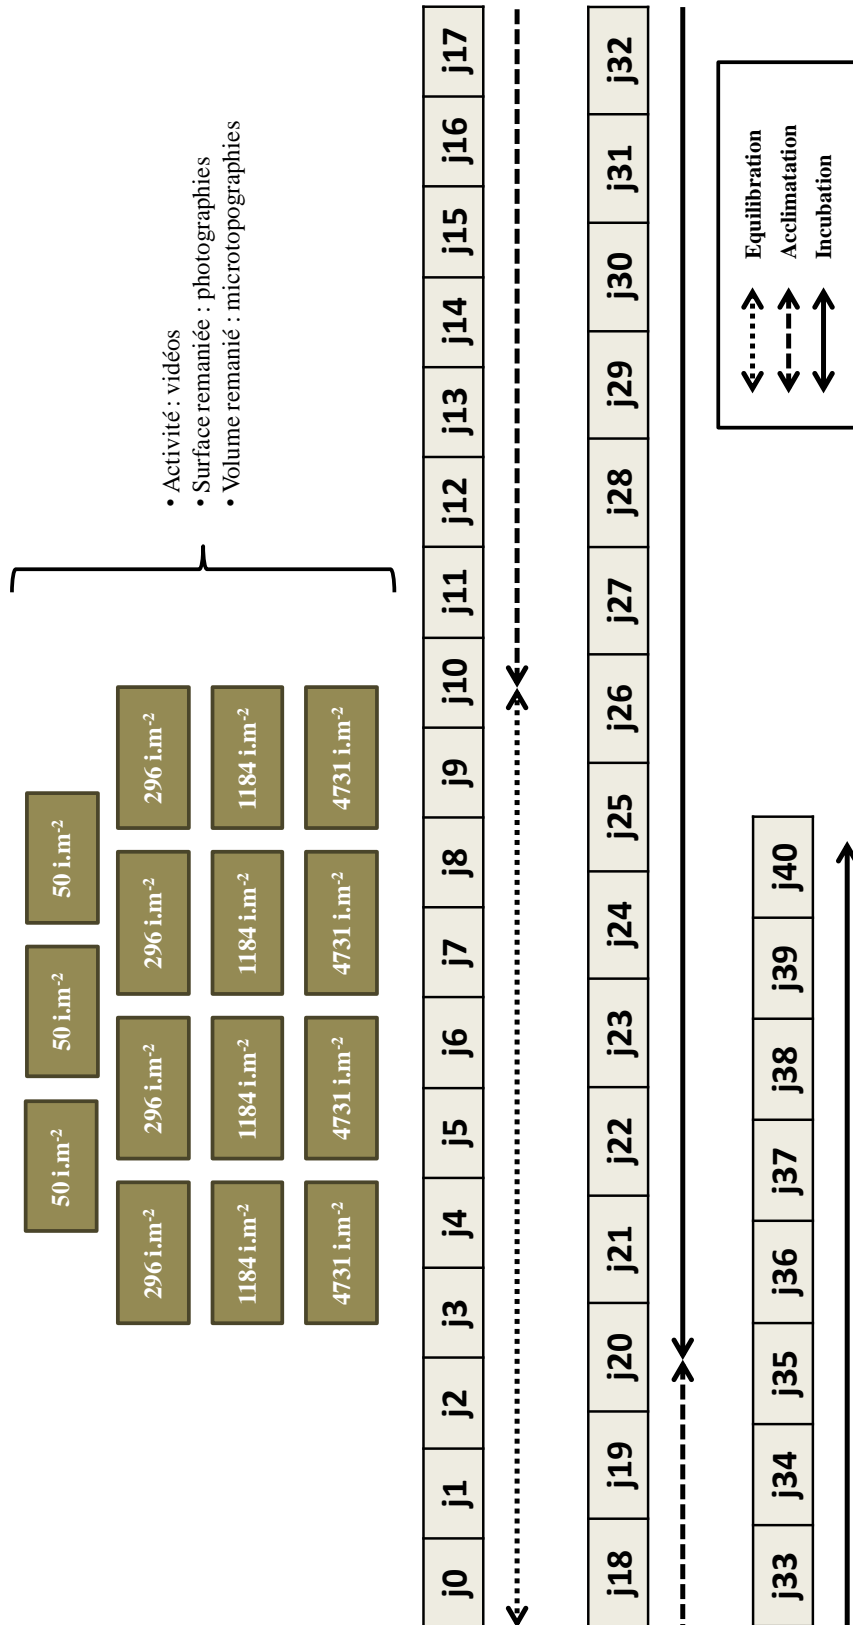 50 i.m-2 50 i.m-2 50 i.m-2
296 i.m-2 296 i.m-2 296 i.m-2 296 i.m-2
1184 i.m-2 1184 i.m-2 1184 i.m-2 1184 i.m-2
4731 i.m-2 4731 i.m-2 4731 i.m-2 4731 i.m-2
• Activité : vidéos
• Surface remaniée : photographies
• Volume remanié : microtopographies
j0 j1 j2 j3 j4 j5 j6 j7 j8 j9 j10 j11 j12 j13 j14 j15 j16 j17
j18 j19 j20 j21 j22 j23 j24 j25 j26 j27 j28 j29 j30 j31 j32
j33 j34 j35 j36 j37 j38 j39 j40
Equilibration
Acclimatation
Incubation